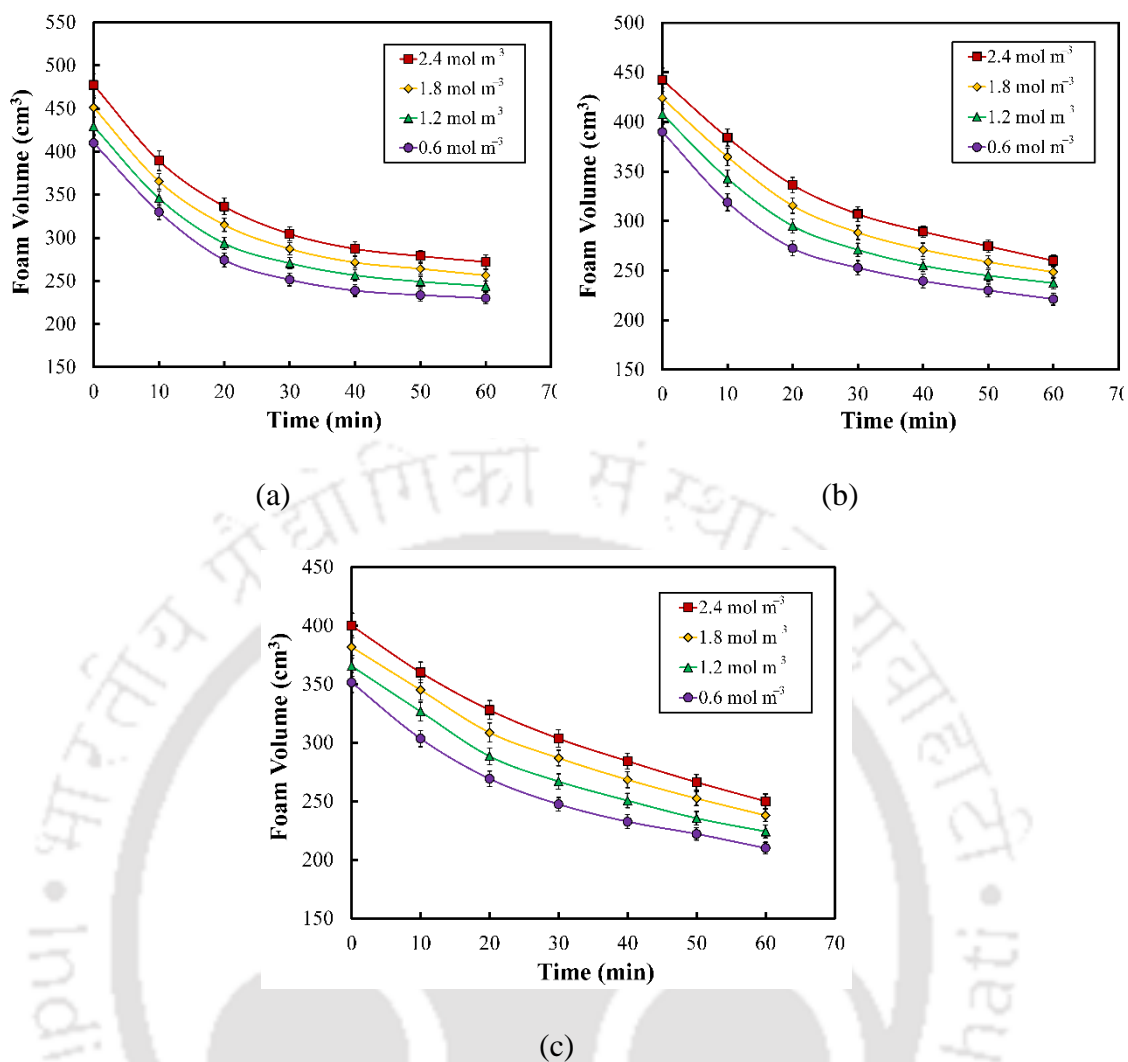 550
500
450
400
350
300
250
200
150
0 10 20 30 40 50 60 70
Foam Volume (cm³)
Time (min)
2.4 mol m⁻³
1.8 mol m⁻³
1.2 mol m⁻³
0.6 mol m⁻³
(a)
500
450
400
350
300
250
200
150
0 10 20 30 40 50 60 70
Foam Volume (cm³)
Time (min)
2.4 mol m⁻³
1.8 mol m⁻³
1.2 mol m⁻³
0.6 mol m⁻³
(b)
450
400
350
300
250
200
150
0 10 20 30 40 50 60 70
Foam Volume (cm³)
Time (min)
2.4 mol m⁻³
1.8 mol m⁻³
1.2 mol m⁻³
0.6 mol m⁻³
(c)
भारतीय प्रौद्योगिकी संस्थान